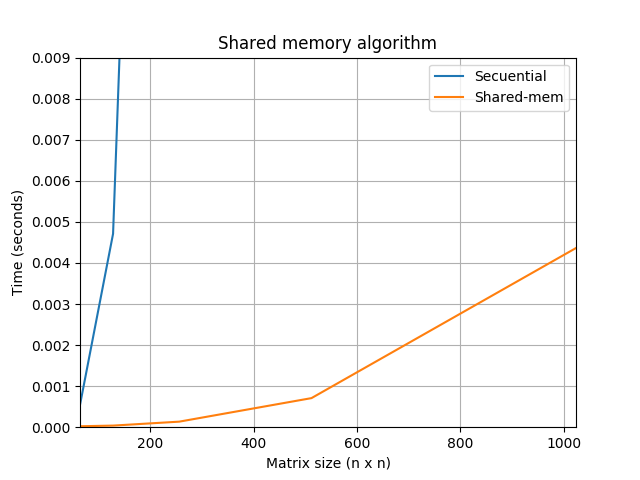 Shared memory algorithm
Secuential
Shared-mem
Time (seconds)
0.009
0.008
0.007
0.006
0.005
0.004
0.003
0.002
0.001
0.000
200 400 600 800 1000
Matrix size (n x n)